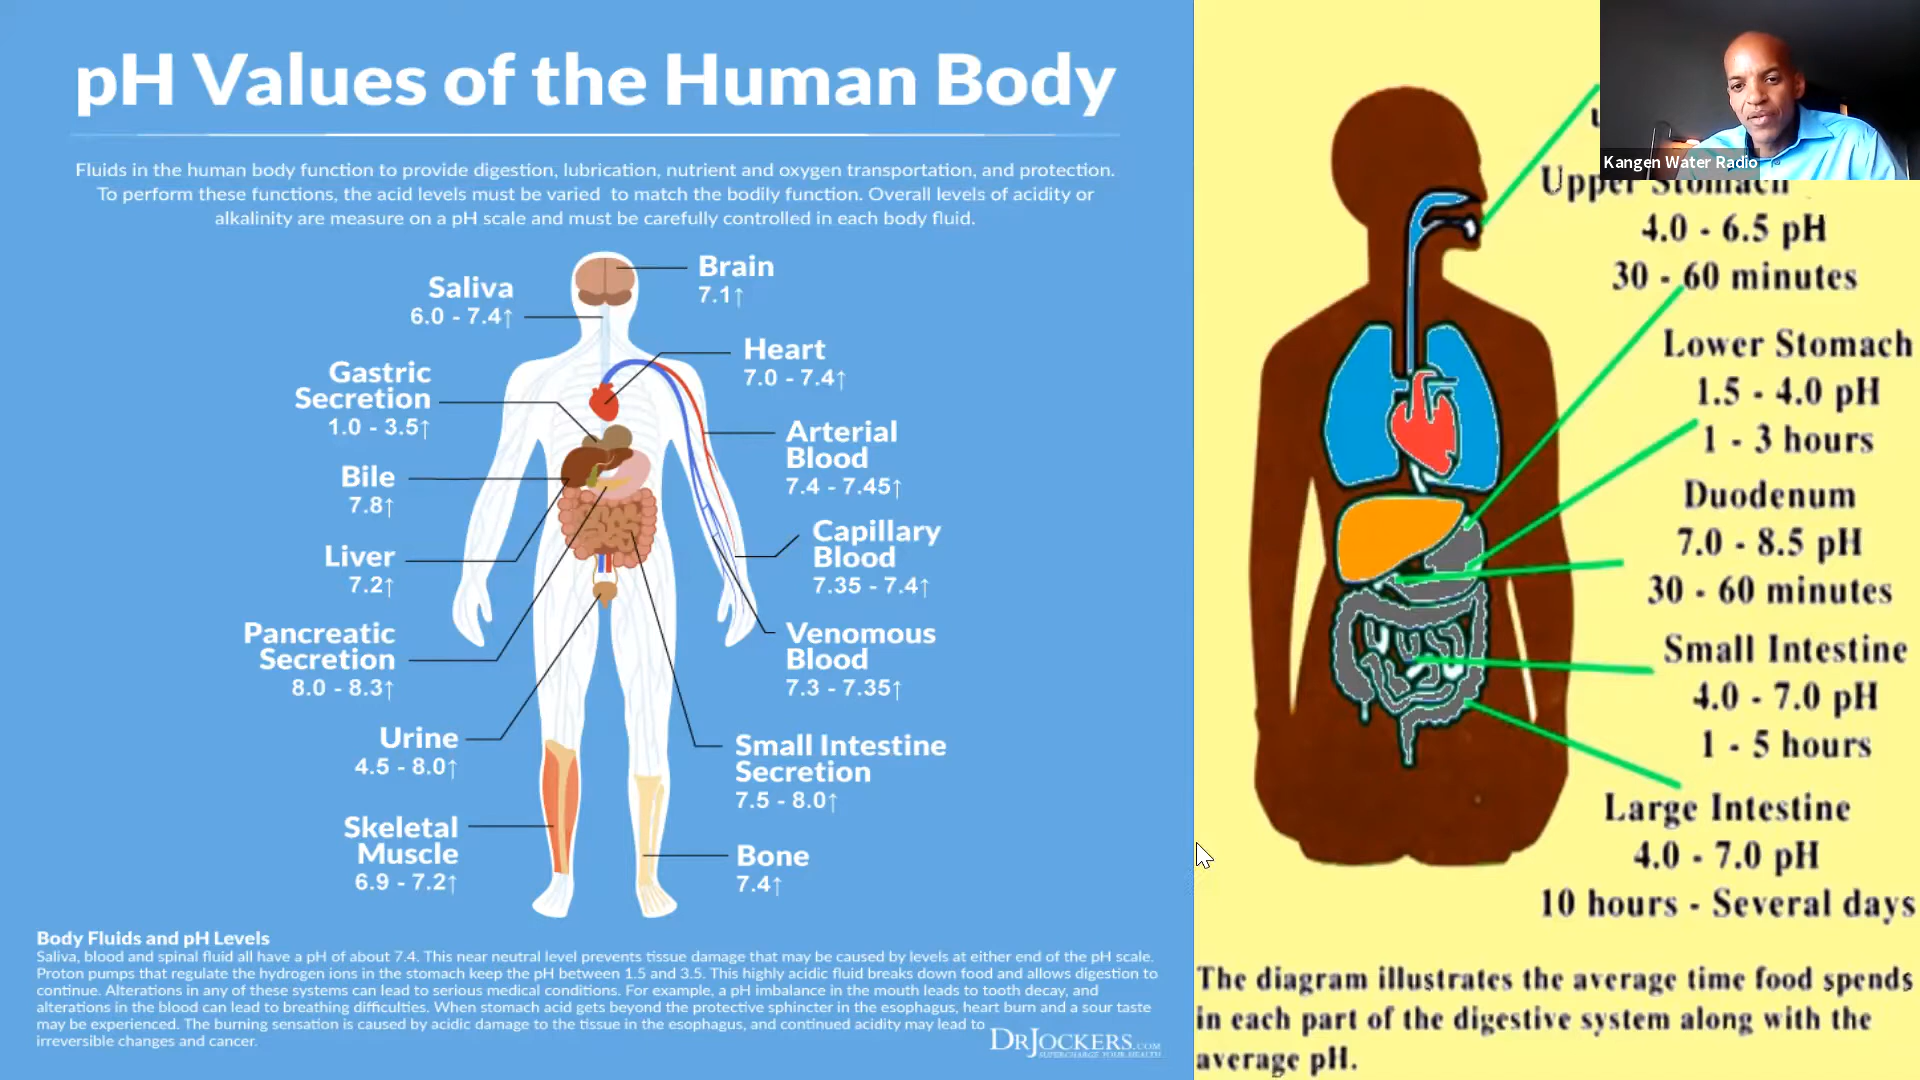 pH Values of the Human Body
Fluids in the human body function to provide digestion, lubrication, nutrient and oxygen transportation, and protection.
To perform these functions, the acid levels must be varied to match the bodily function. Overall levels of acidity or
alkalinity are measure on a pH scale and must be carefully controlled in each body fluid.
Brain
7.1↑
Saliva
6.0 - 7.4↑
Heart
7.0 - 7.4↑
Gastric
Secretion
1.0 - 3.5↑
Arterial
Blood
7.4 - 7.45↑
Bile
7.8↑
Capillary
Blood
7.35 - 7.4↑
Liver
7.2↑
Pancreatic
Secretion
8.0 - 8.3↑
Venomous
Blood
7.3 - 7.35↑
Urine
4.5 - 8.0↑
Small Intestine
Secretion
7.5 - 8.0↑
Skeletal
Muscle
6.9 - 7.2↑
Bone
7.4↑
Body Fluids and pH Levels
Saliva, blood and spinal fluid all have a pH of about 7.4. This near neutral level prevents tissue damage that may be caused by levels at either end of the pH scale.
Proton pumps that regulate the hydrogen ions in the stomach keep the pH between 1.5 and 3.5. This highly acidic fluid breaks down food and allows digestion to
continue. Alterations in any of these systems can lead to serious medical conditions. For example, a pH imbalance in the mouth leads to tooth decay, and
alterations in the blood can lead to breathing difficulties. When stomach acid gets beyond the protective sphincter in the esophagus, heart burn and a sour taste
may be experienced. The burning sensation is caused by acidic damage to the tissue in the esophagus, and continued acidity may lead to
irreversible changes and cancer.
DRJOCKERS.COM
SUPERCHARGE YOUR HEALTH
Kangen Water Radio
Upper Stomach
4.0 - 6.5 pH
30 - 60 minutes
Lower Stomach
1.5 - 4.0 pH
1 - 3 hours
Duodenum
7.0 - 8.5 pH
30 - 60 minutes
Small Intestine
4.0 - 7.0 pH
1 - 5 hours
Large Intestine
4.0 - 7.0 pH
10 hours - Several days
The diagram illustrates the average time food spends
in each part of the digestive system along with the
average pH.